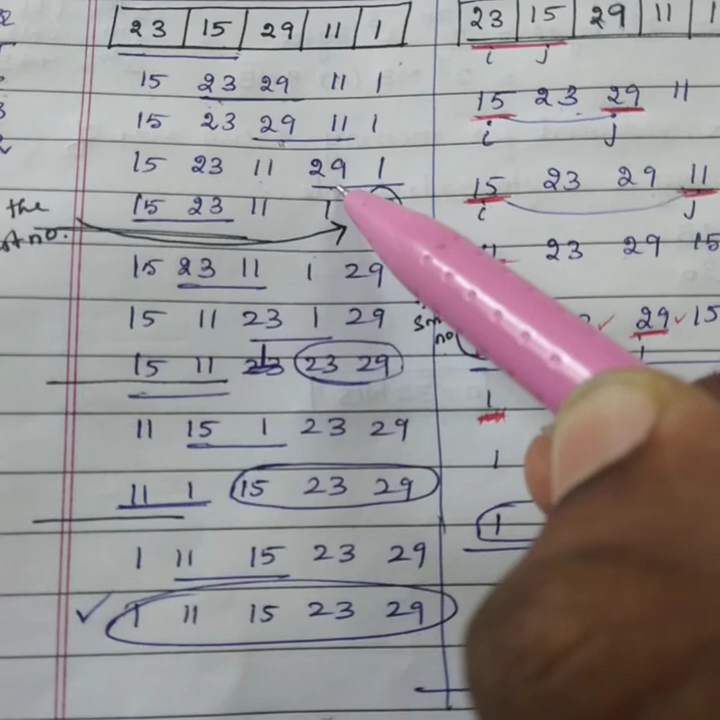 23 15 29 11 1
15 23 29 11 1
15 23 29 11 1
15 23 11 29 1
15 23 11 1
the
no.
15 23 11 1 29
15 11 23 1 29
15 11 1 23 29
11 15 1 23 29
11 1 15 23 29
1 11 15 23 29
✓ 1 11 15 23 29
23 15 29 11 1
i j
15 23 29 11
i j
15 23 29 11
i j
23 29 15
no.
29 ✓ 15
1
1
1